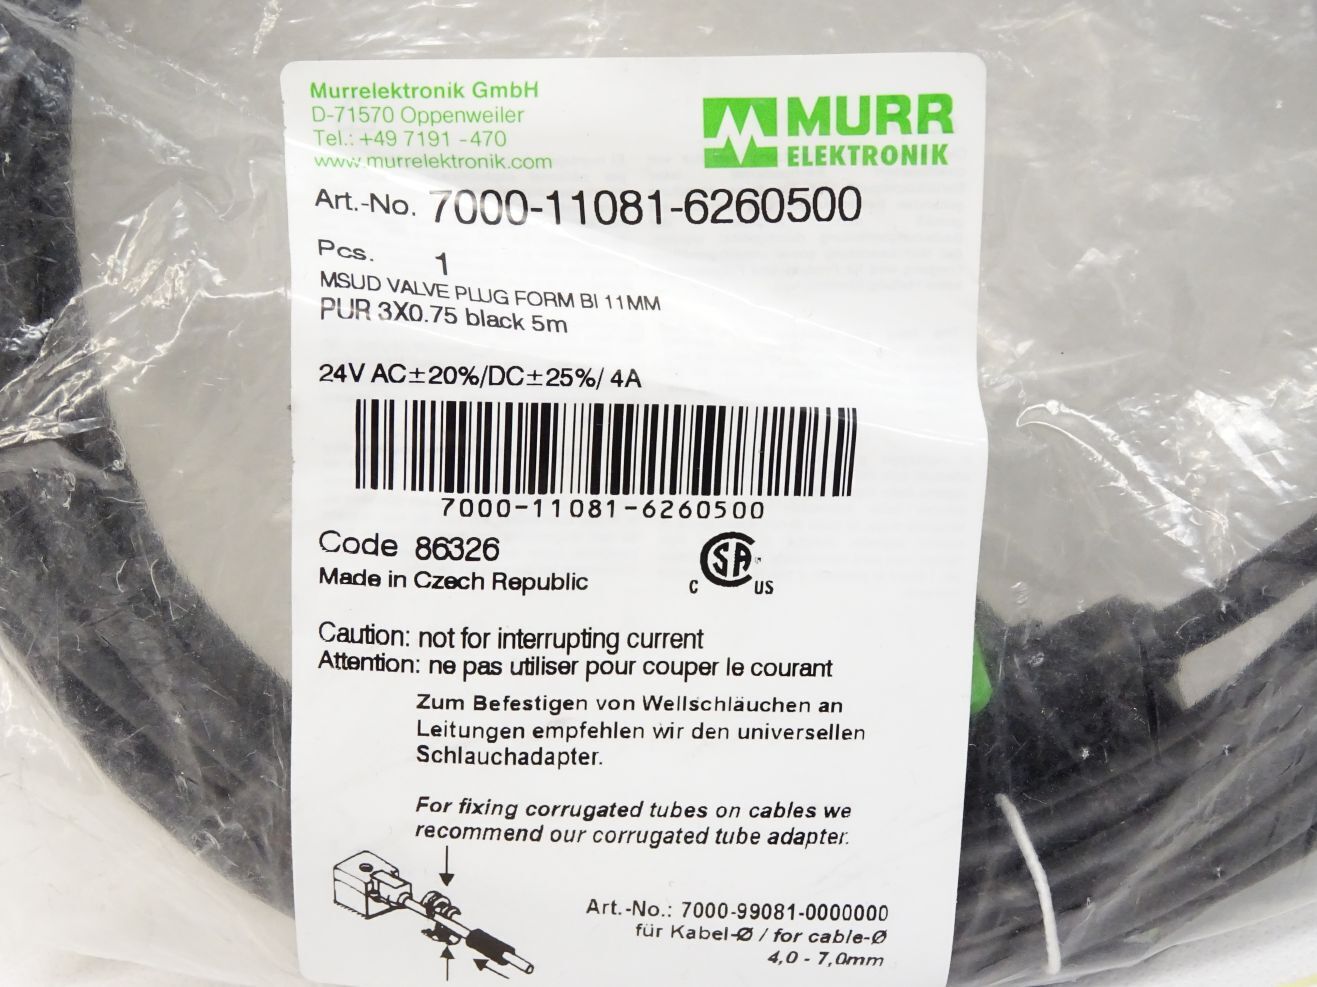 Murrelektronik GmbH
D-71570 Oppenweiler
Tel.: +49 7191 -470
www.murrelektronik.com
MURR
ELEKTRONIK
Art.-No. 7000-11081-6260500
Pcs. 1
MSUD VALVE PLUG FORM BI 11MM
PUR 3X0.75 black 5m
24V AC±20%/DC±25%/ 4A
7000-11081-6260500
Code 86326
Made in Czech Republic
C SA US
Caution: not for interrupting current
Attention: ne pas utiliser pour couper le courant
Zum Befestigen von Wellschläuchen an
Leitungen empfehlen wir den universellen
Schlauchadapter.
For fixing corrugated tubes on cables we
recommend our corrugated tube adapter.
Art.-No.: 7000-99081-0000000
für Kabel-Ø / for cable-Ø
4,0 - 7,0mm